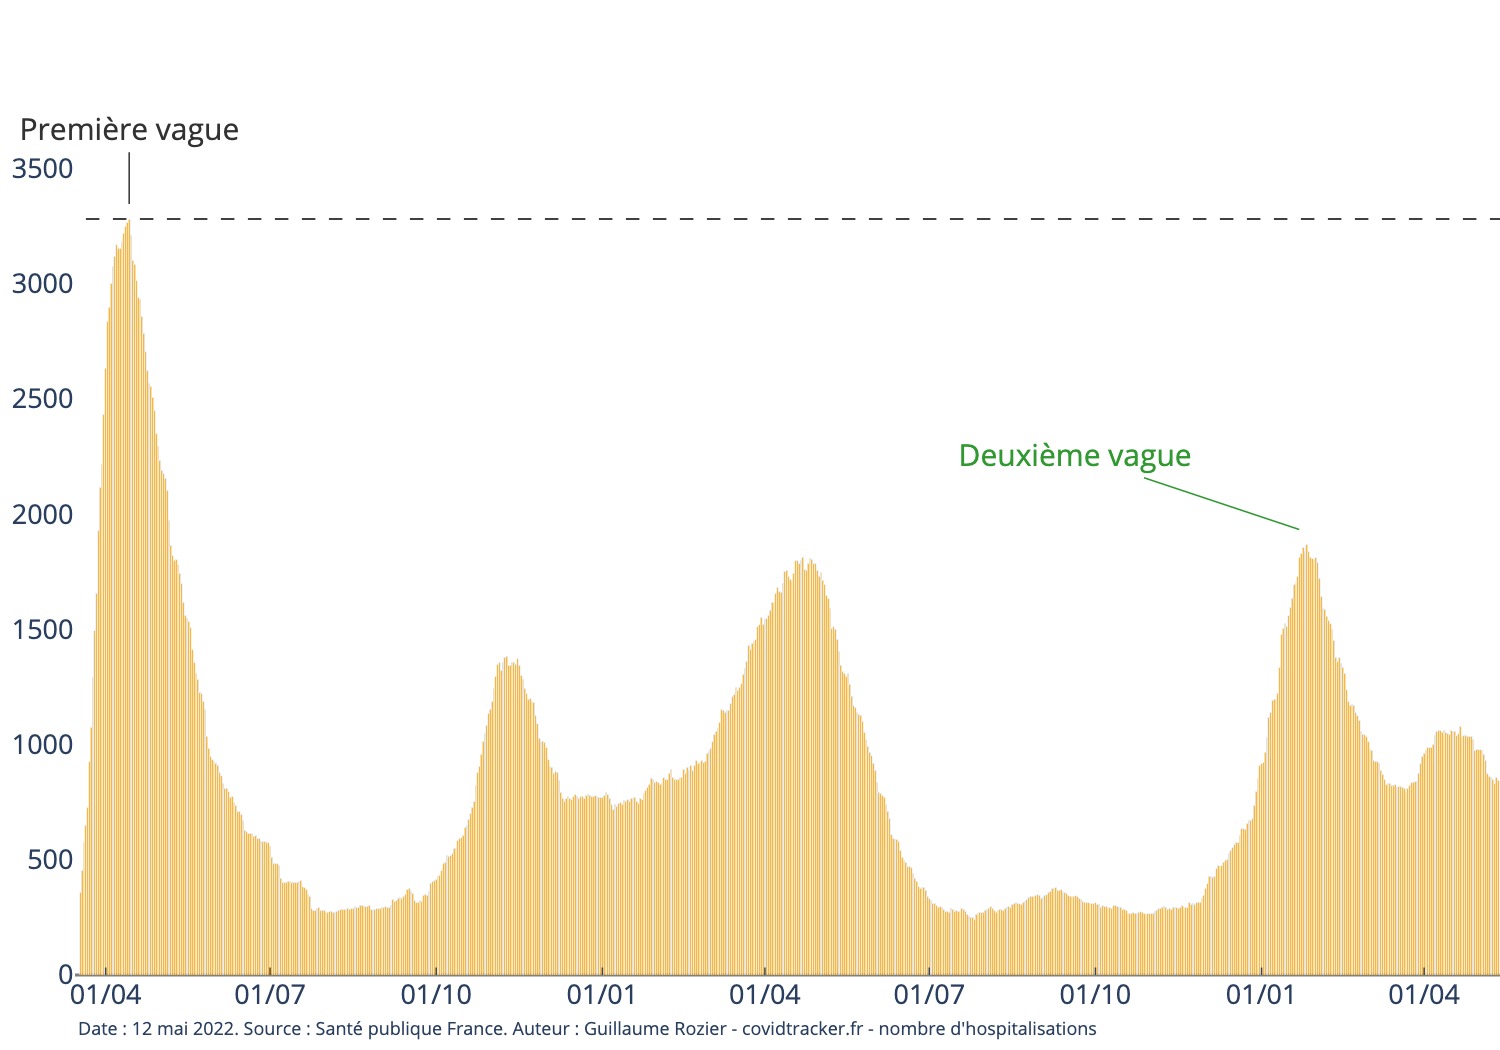 Première vague
3500
3000
2500
Deuxième vague
2000
1500
1000
500
0
01/04 01/07 01/10 01/01 01/04 01/07 01/10 01/01 01/04
Date : 12 mai 2022. Source : Santé publique France. Auteur : Guillaume Rozier - covidtracker.fr - nombre d'hospitalisations